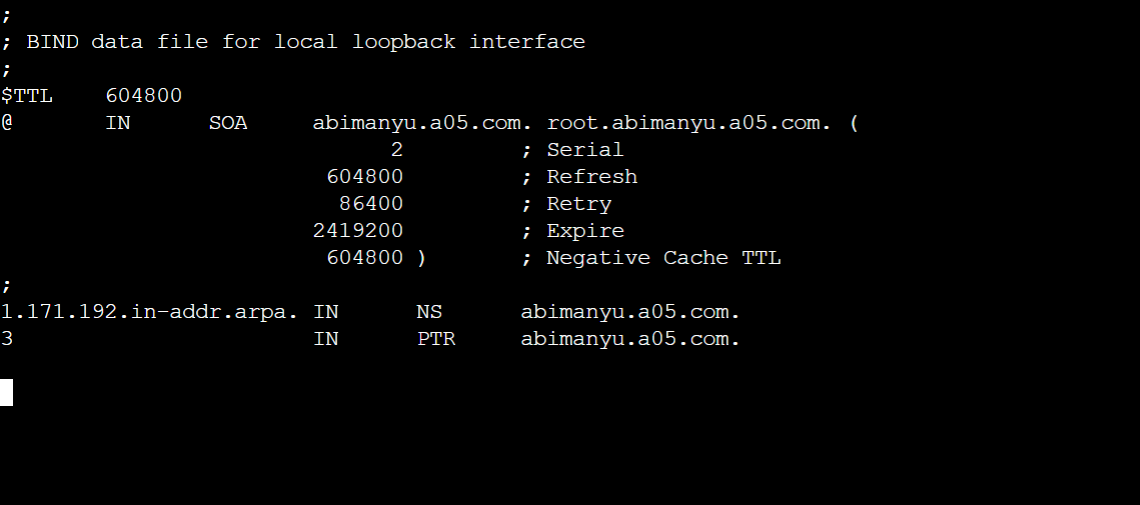 ;
; BIND data file for local loopback interface
;
$TTL    604800
@       IN      SOA     abimanyu.a05.com. root.abimanyu.a05.com. (
                              2         ; Serial
                         604800         ; Refresh
                          86400         ; Retry
                        2419200         ; Expire
                         604800 )       ; Negative Cache TTL
;
1.171.192.in-addr.arpa. IN      NS      abimanyu.a05.com.
3                       IN      PTR     abimanyu.a05.com.